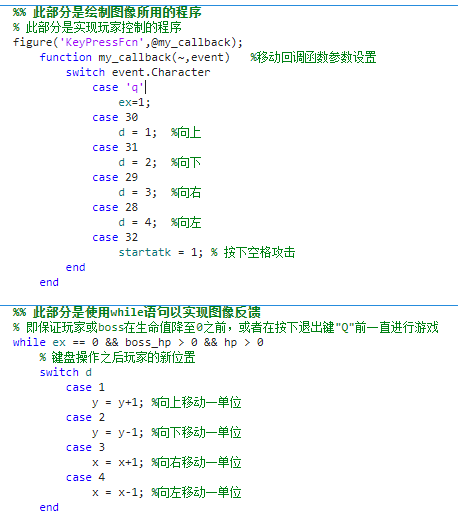 %% 此部分是绘制图像所用的程序
% 此部分是实现玩家控制的程序
figure('KeyPressFcn',@my_callback);
    function my_callback(~,event)   %移动回调函数参数设置
        switch event.Character
            case 'q'
                ex=1;
            case 30
                d = 1;  %向上
            case 31
                d = 2;  %向下
            case 29
                d = 3;  %向右
            case 28
                d = 4;  %向左
            case 32
                startatk = 1; % 按下空格攻击
        end
    end
%% 此部分是使用while语句以实现图像反馈
% 即保证玩家或boss在生命值降至0之前，或者在按下退出键"Q"前一直进行游戏
while ex == 0 && boss_hp > 0 && hp > 0
    % 键盘操作之后玩家的新位置
    switch d
        case 1
            y = y+1; %向上移动一单位
        case 2
            y = y-1; %向下移动一单位
        case 3
            x = x+1; %向右移动一单位
        case 4
            x = x-1; %向左移动一单位
    end